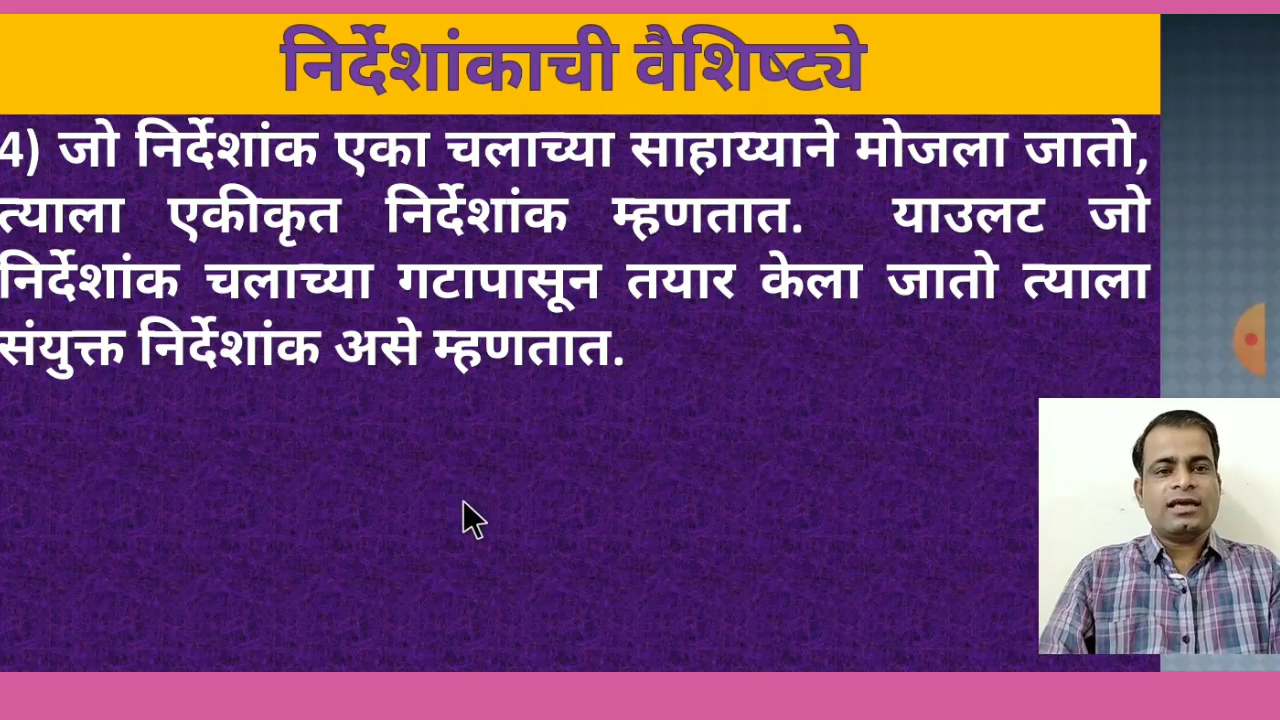 निर्देशांकाची वैशिष्ट्ये
4) जो निर्देशांक एका चलाच्या साहाय्याने मोजला जातो,
त्याला एकीकृत निर्देशांक म्हणतात. याउलट जो
निर्देशांक चलाच्या गटापासून तयार केला जातो त्याला
संयुक्त निर्देशांक असे म्हणतात.